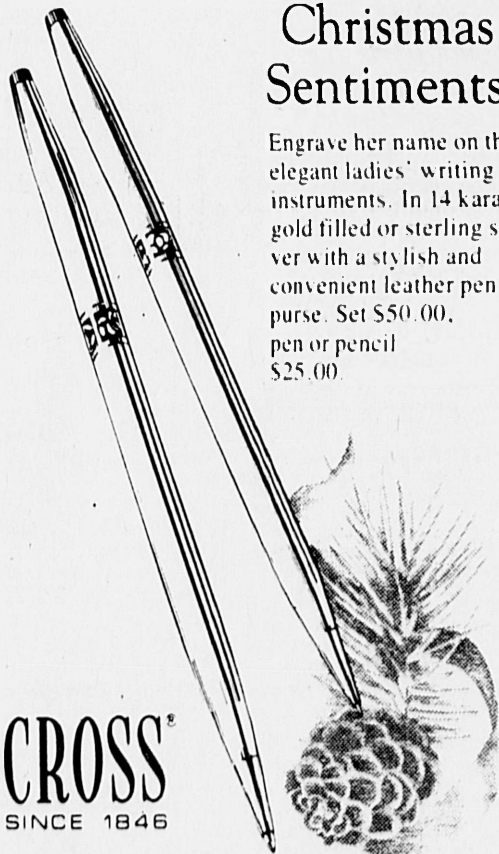 Christmas
Sentiments
Engrave her name on th
elegant ladies' writing
instruments. In 14 kara
gold filled or sterling s
ver with a stylish and
convenient leather pen
purse. Set $50.00,
pen or pencil
$25.00.
CROSS®
SINCE 1846